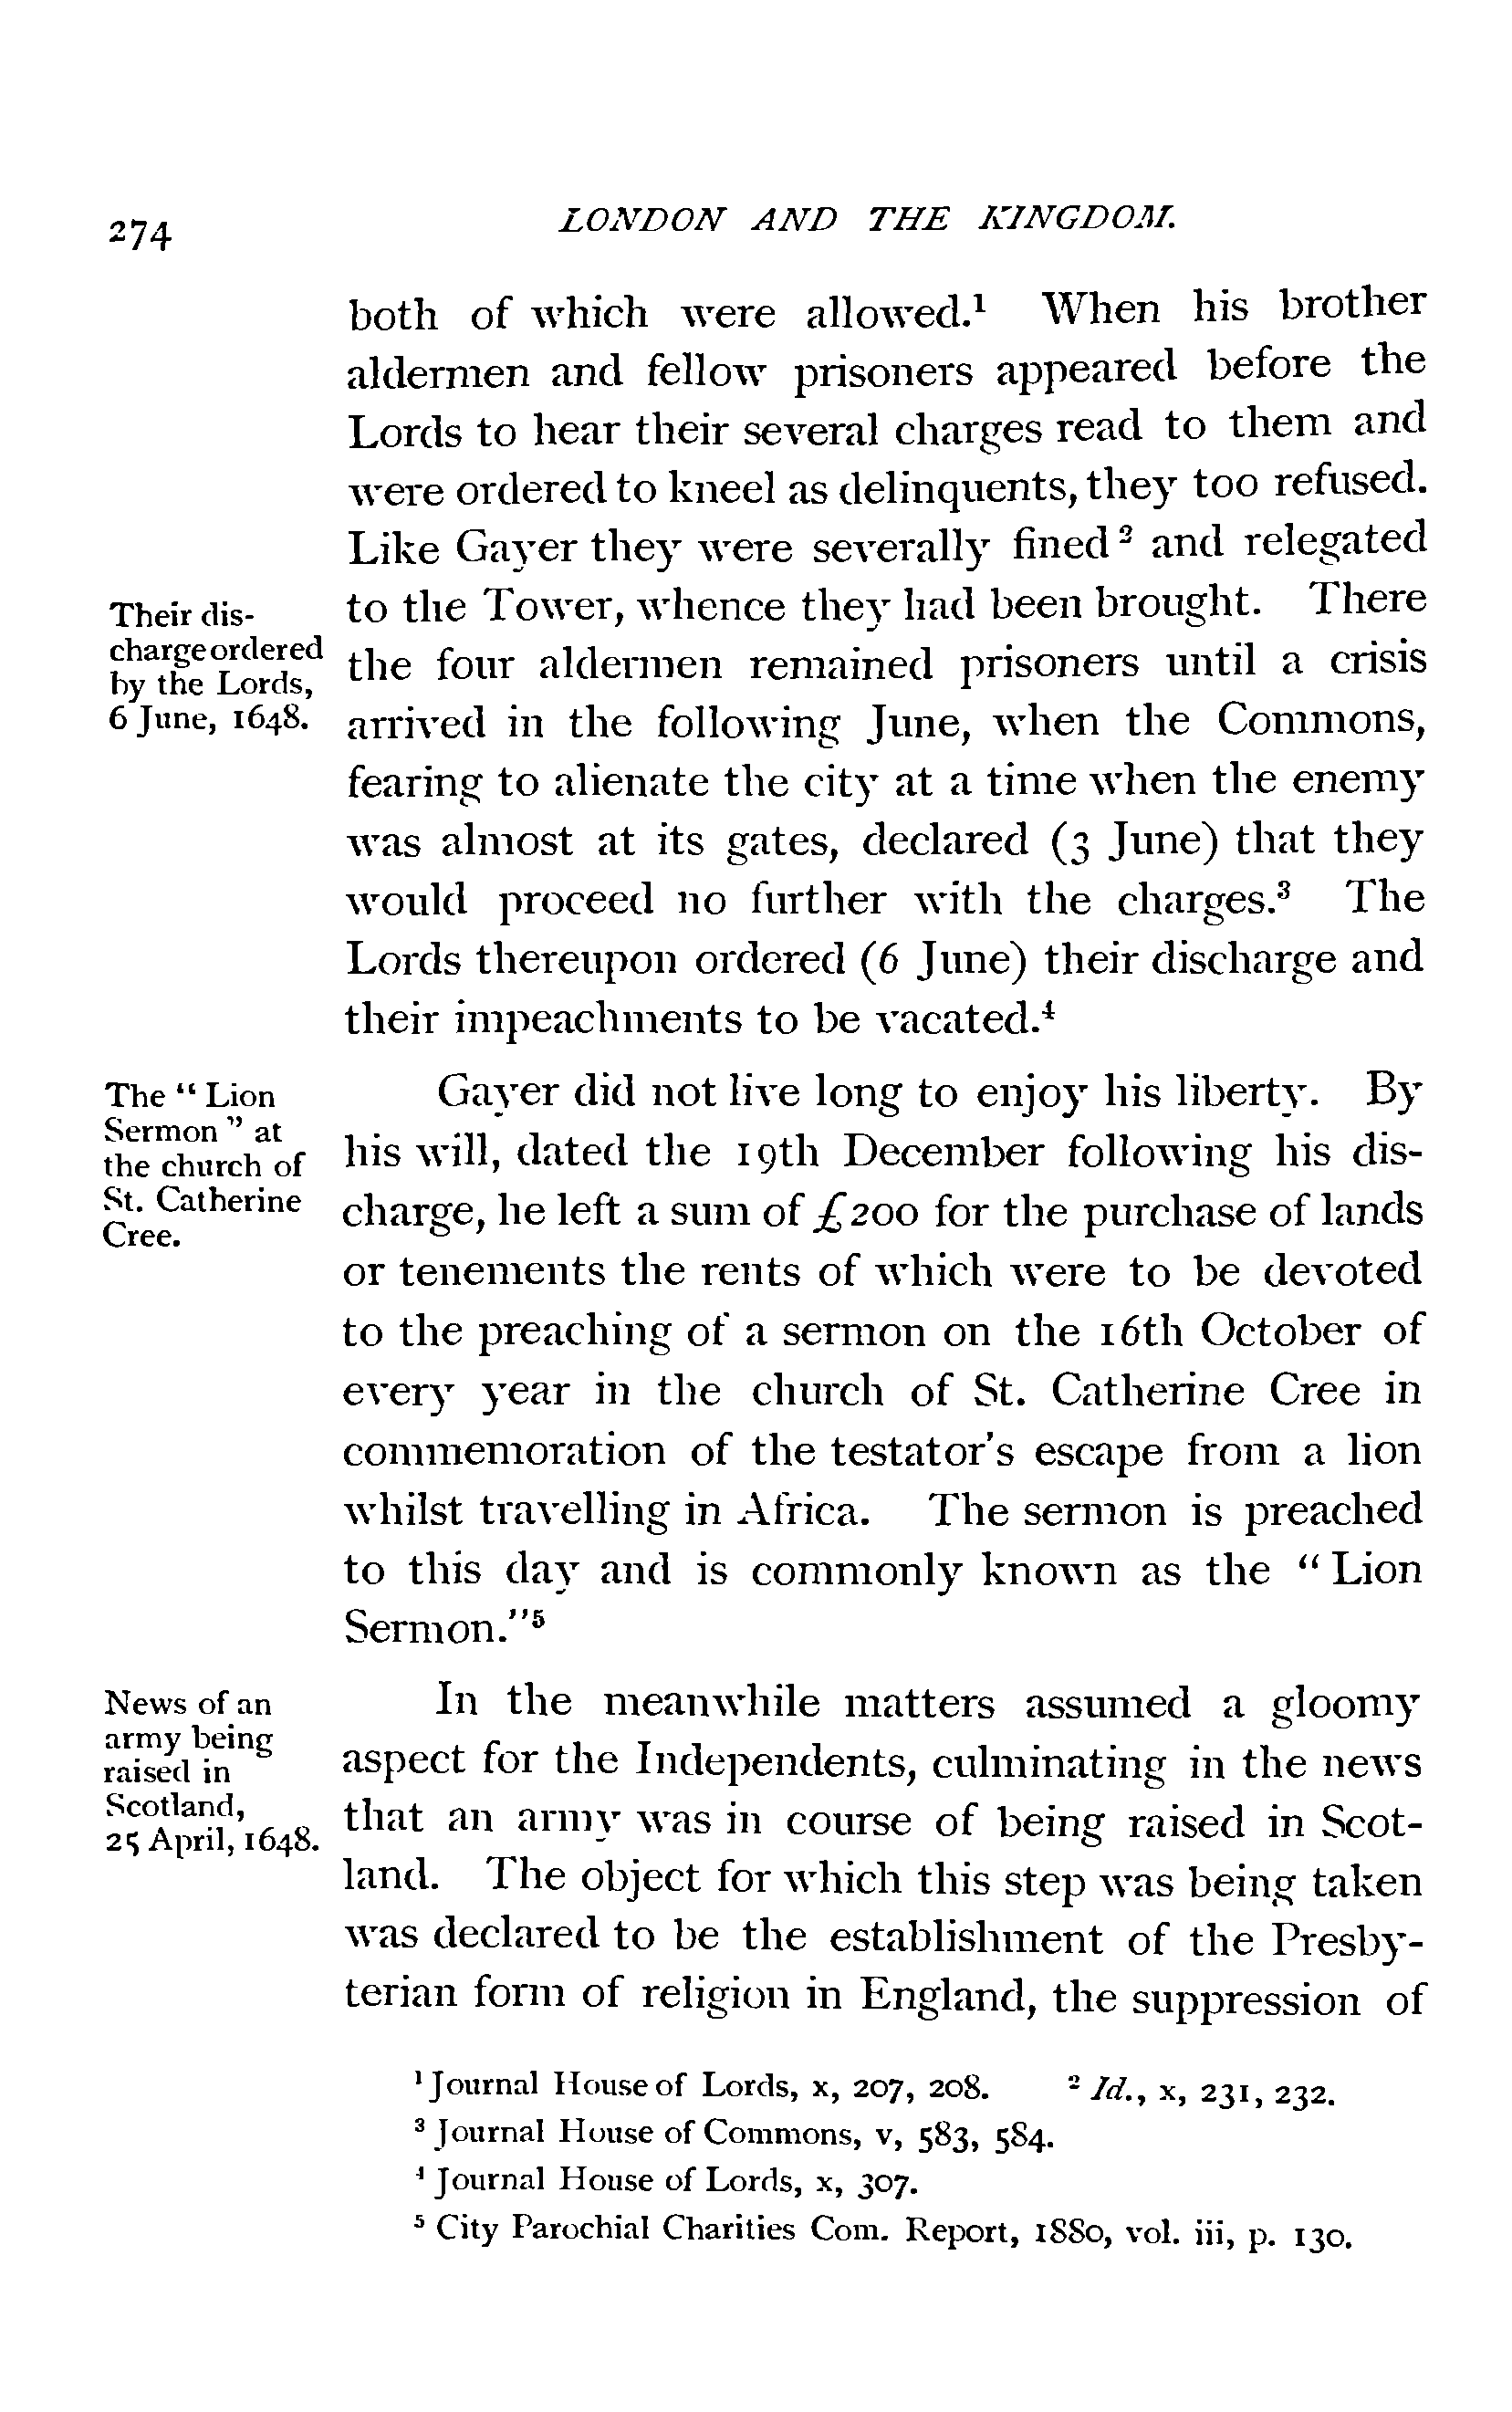 274
LONDON AND THE KINGDOM.
both of which were allowed.¹ When his brother
aldermen and fellow prisoners appeared before the
Lords to hear their several charges read to them and
were ordered to kneel as delinquents, they too refused.
Like Gayer they were severally fined² and relegated
to the Tower, whence they had been brought. There
the four aldermen remained prisoners until a crisis
arrived in the following June, when the Commons,
fearing to alienate the city at a time when the enemy
was almost at its gates, declared (3 June) that they
would proceed no further with the charges.³ The
Lords thereupon ordered (6 June) their discharge and
their impeachments to be vacated.⁴
Their dis-
charge ordered
by the Lords,
6 June, 1648.
Gayer did not live long to enjoy his liberty. By
his will, dated the 19th December following his dis-
charge, he left a sum of £200 for the purchase of lands
or tenements the rents of which were to be devoted
to the preaching of a sermon on the 16th October of
every year in the church of St. Catherine Cree in
commemoration of the testator's escape from a lion
whilst travelling in Africa. The sermon is preached
to this day and is commonly known as the "Lion
Sermon."⁵
The "Lion
Sermon" at
the church of
St. Catherine
Cree.
In the meanwhile matters assumed a gloomy
aspect for the Independents, culminating in the news
that an army was in course of being raised in Scot-
land. The object for which this step was being taken
was declared to be the establishment of the Presby-
terian form of religion in England, the suppression of
News of an
army being
raised in
Scotland,
25 April, 1648.
¹ Journal House of Lords, x, 207, 208. ² Id., x, 231, 232.
³ Journal House of Commons, v, 583, 584.
⁴ Journal House of Lords, x, 307.
⁵ City Parochial Charities Com. Report, 1880, vol. iii, p. 130.